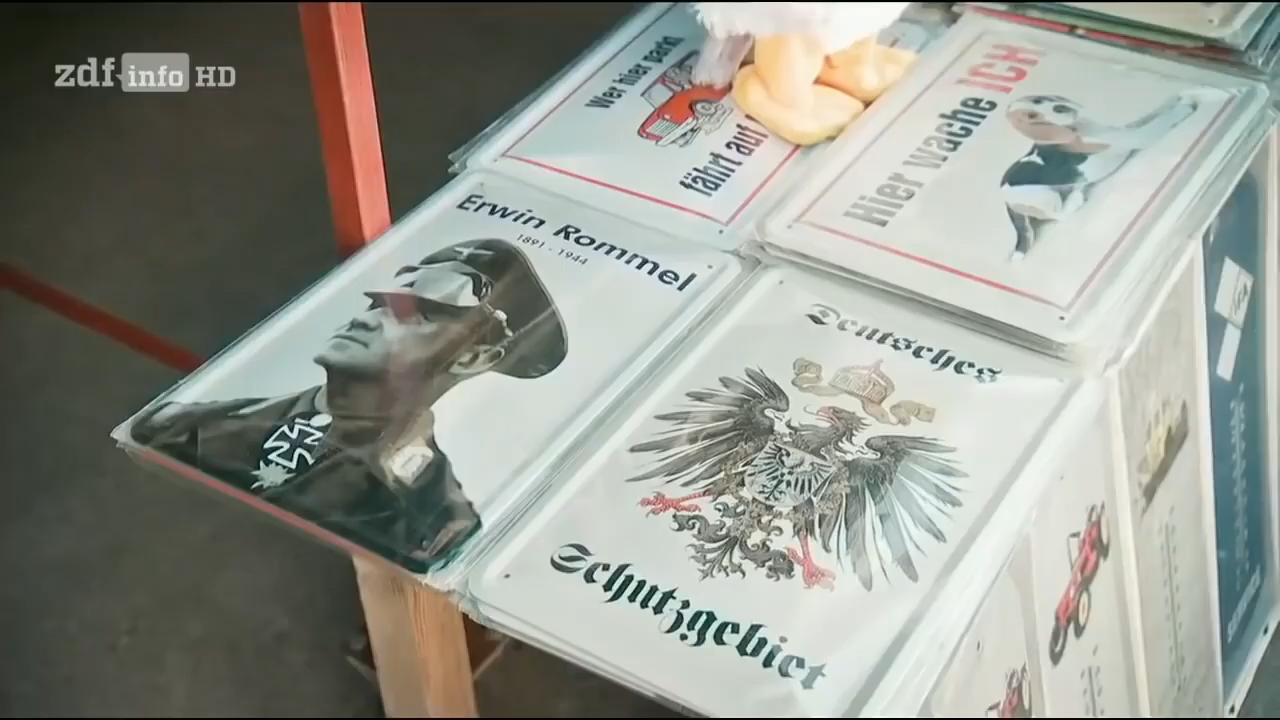 zdf info HD
Wer hier parkt
fährt auf
Hier wache ICH
Erwin Rommel
1891 - 1944
Deutsches
Schutzgebiet